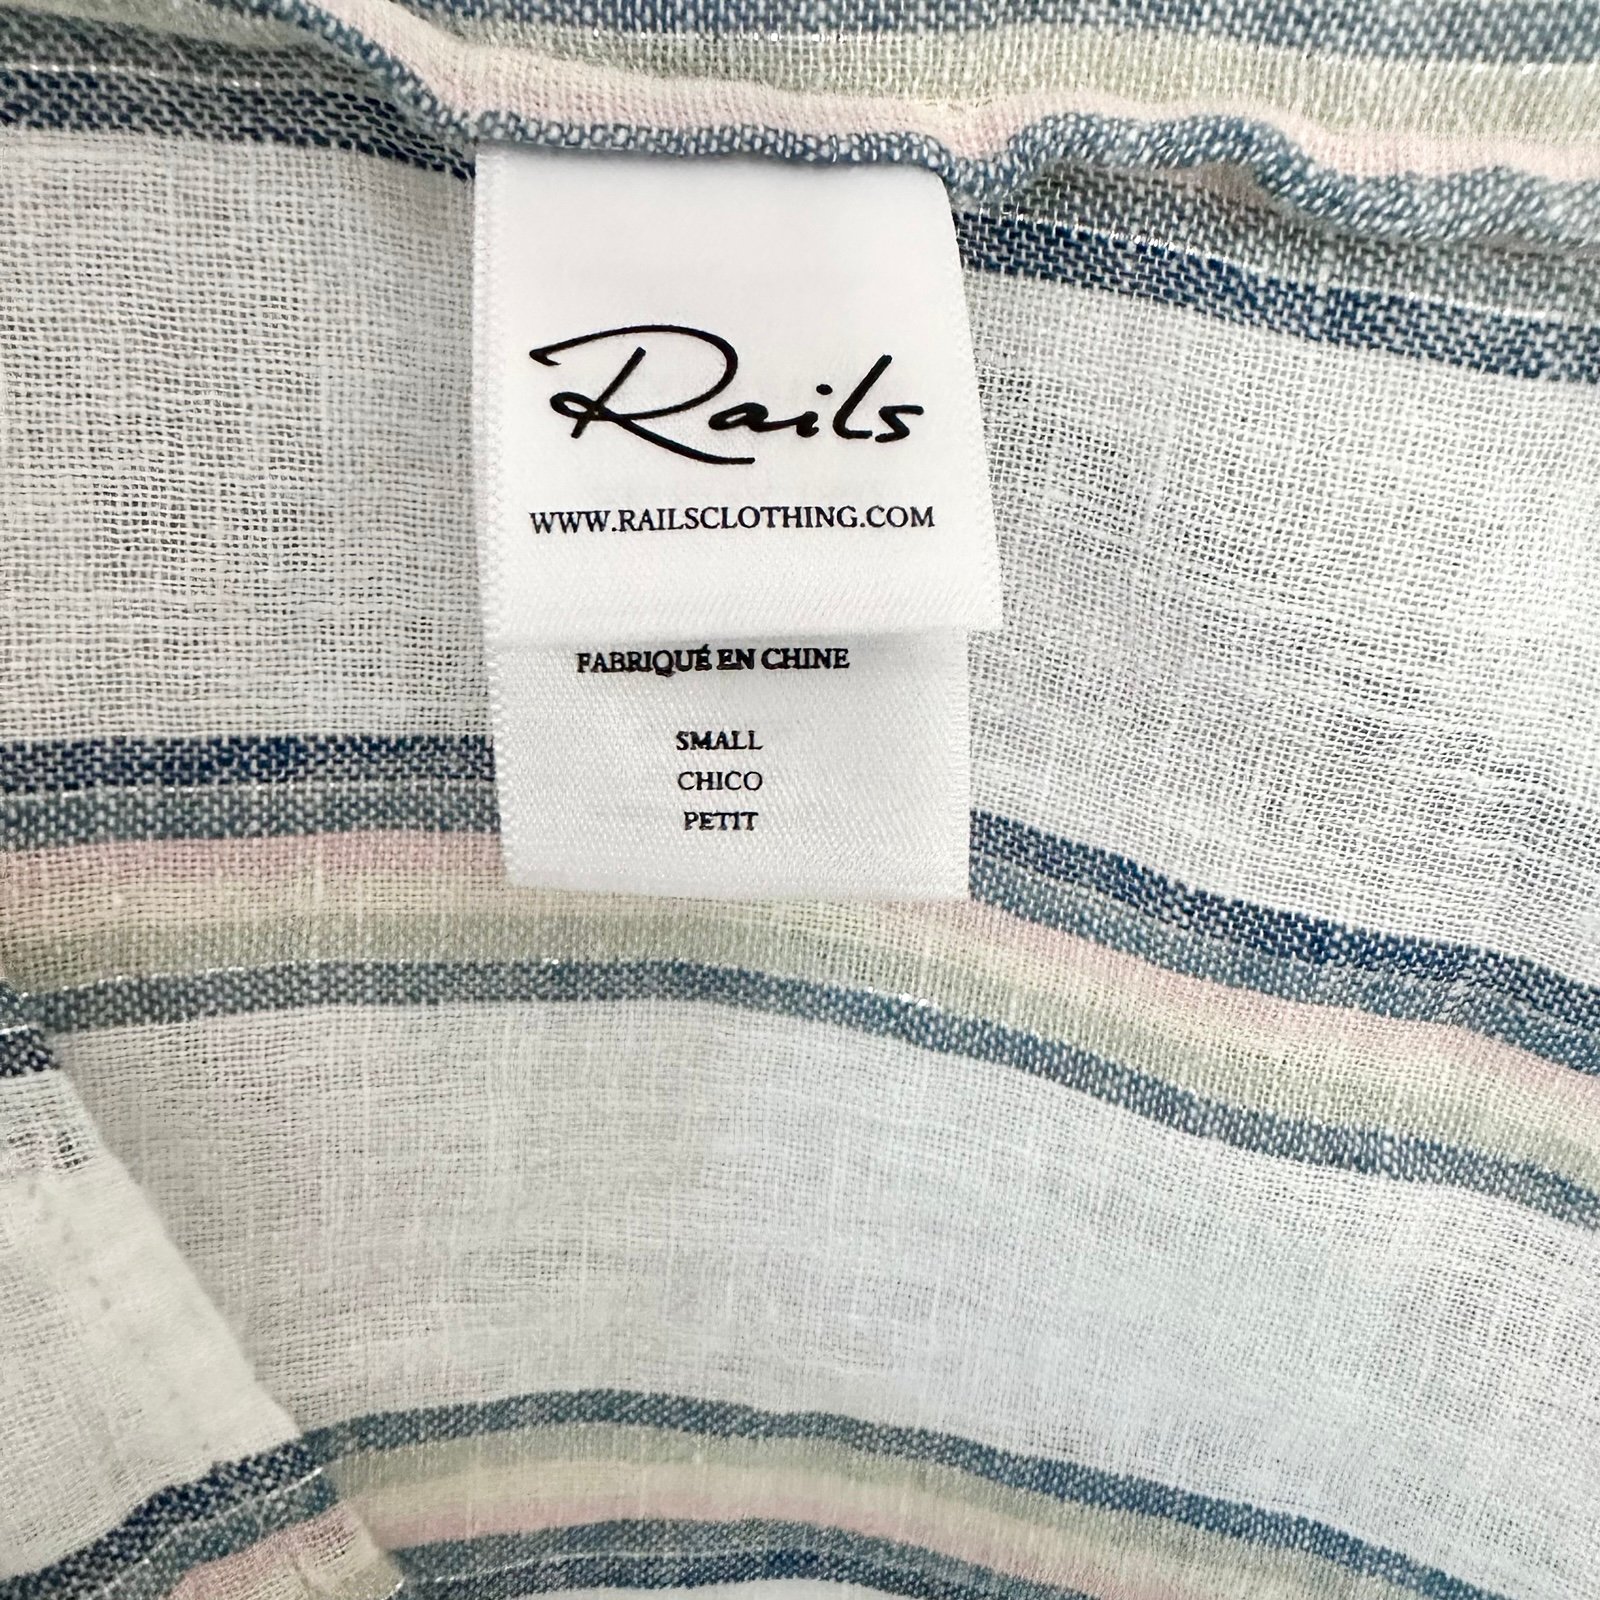 Rails
WWW.RAILSCLOTHING.COM
FABRIQUÉ EN CHINE
SMALL
CHICO
PETIT